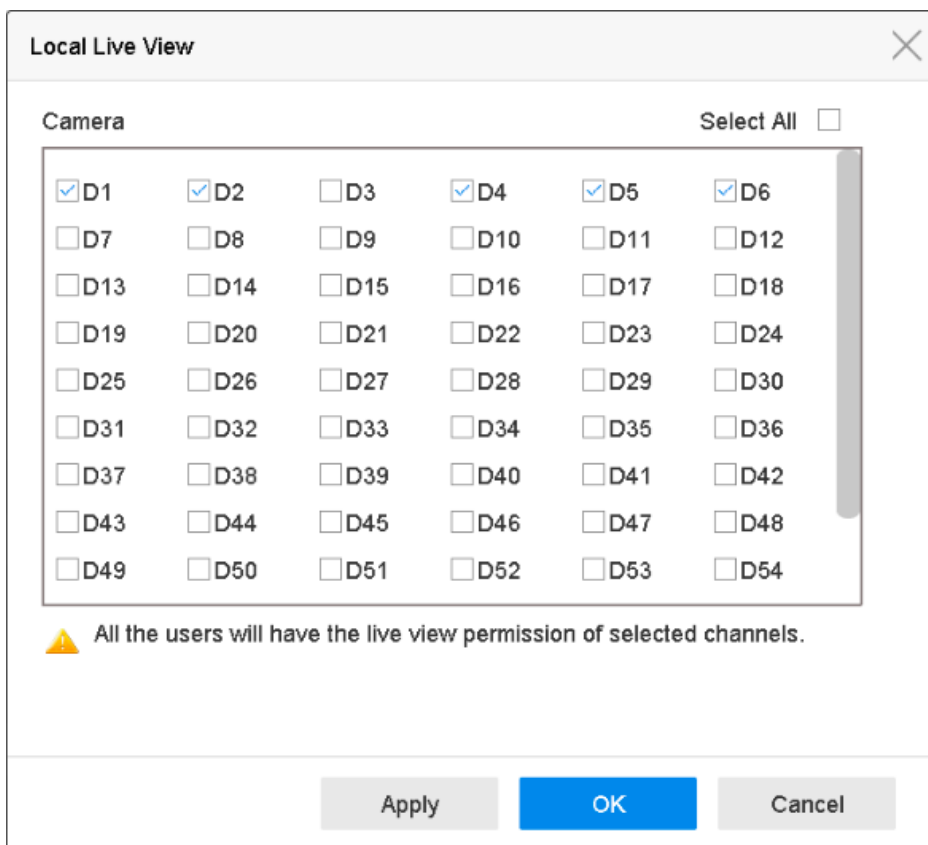 Local Live View
Camera Select All
D1 D2 D3 D4 D5 D6
D7 D8 D9 D10 D11 D12
D13 D14 D15 D16 D17 D18
D19 D20 D21 D22 D23 D24
D25 D26 D27 D28 D29 D30
D31 D32 D33 D34 D35 D36
D37 D38 D39 D40 D41 D42
D43 D44 D45 D46 D47 D48
D49 D50 D51 D52 D53 D54
All the users will have the live view permission of selected channels.
Apply OK Cancel